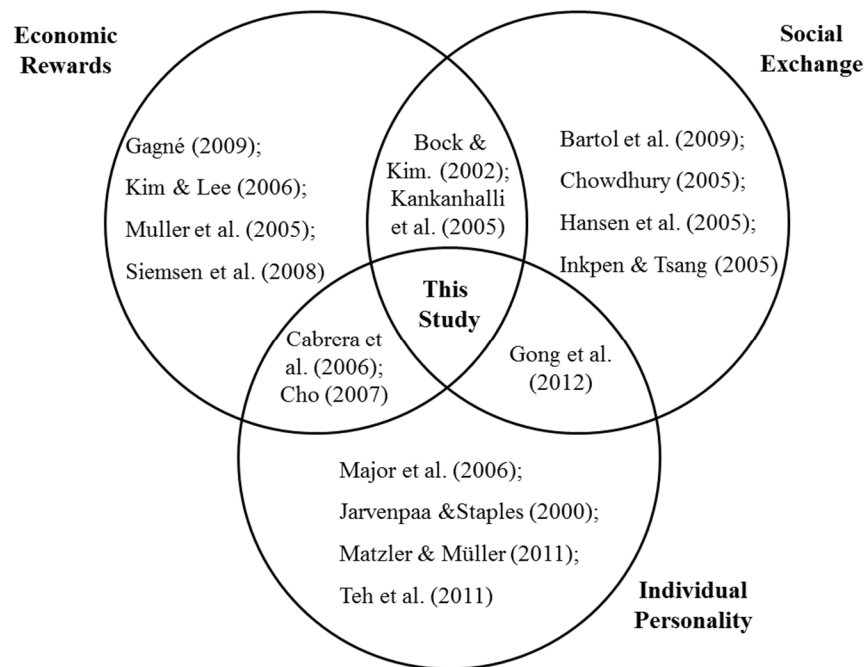 Economic
Rewards
Social
Exchange
Gagné (2009);
Kim & Lee (2006);
Muller et al. (2005);
Siemsen et al. (2008)
Bock &
Kim. (2002);
Kankanhalli
et al. (2005)
Bartol et al. (2009);
Chowdhury (2005);
Hansen et al. (2005);
Inkpen & Tsang (2005)
This
Study
Cabrera et
al. (2006);
Cho (2007)
Gong et al.
(2012)
Major et al. (2006);
Jarvenpaa &Staples (2000);
Matzler & Müller (2011);
Teh et al. (2011)
Individual
Personality